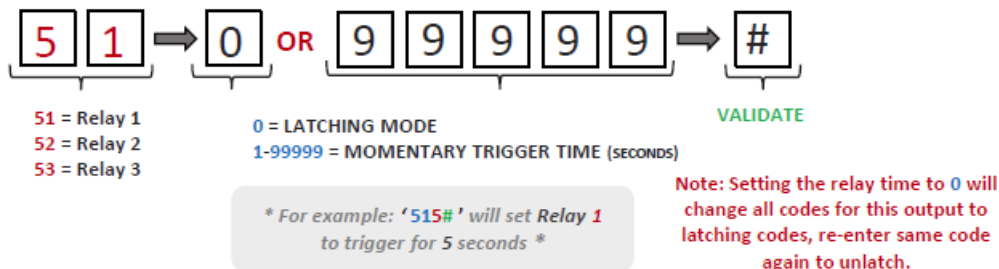 5 1 0 OR 9 9 9 9 9 #
51 = Relay 1
52 = Relay 2
53 = Relay 3
0 = LATCHING MODE
1-99999 = MOMENTARY TRIGGER TIME (SECONDS)
VALIDATE
* For example: ‘515#’ will set Relay 1
to trigger for 5 seconds *
Note: Setting the relay time to 0 will
change all codes for this output to
latching codes, re-enter same code
again to unlatch.